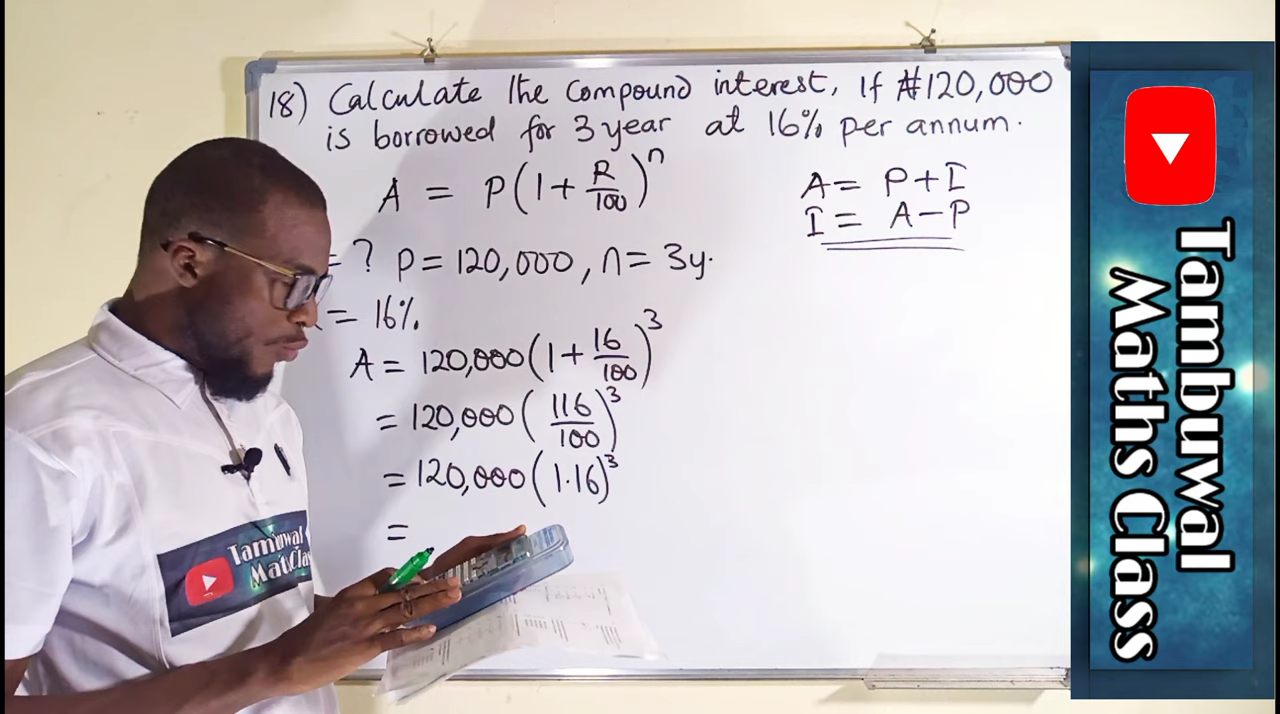 18) Calculate the compound interest, if #120,000
is borrowed for 3 year at 16% per annum.
A = P(1 + R/100)^n
A = P + I
I = A - P
= ? P = 120,000, n = 3y.
= 16%
A = 120,000(1 + 16/100)^3
= 120,000(116/100)^3
= 120,000(1.16)^3
=
Tambuwal
Maths Class
Tambuwal